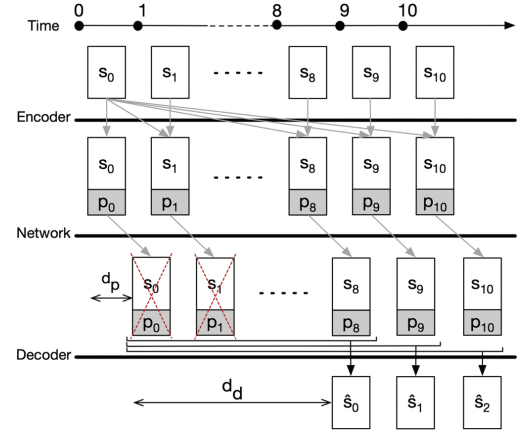 0 1 8 9 10
Time
s₀ s₁ ..... s₈ s₉ s₁₀
Encoder
s₀ s₁ ..... s₈ s₉ s₁₀
p₀ p₁ p₈ p₉ p₁₀
Network
dₚ s₀ s₁ ..... s₈ s₉ s₁₀
p₀ p₁ p₈ p₉ p₁₀
Decoder
d_d ŝ₀ ŝ₁ ŝ₂